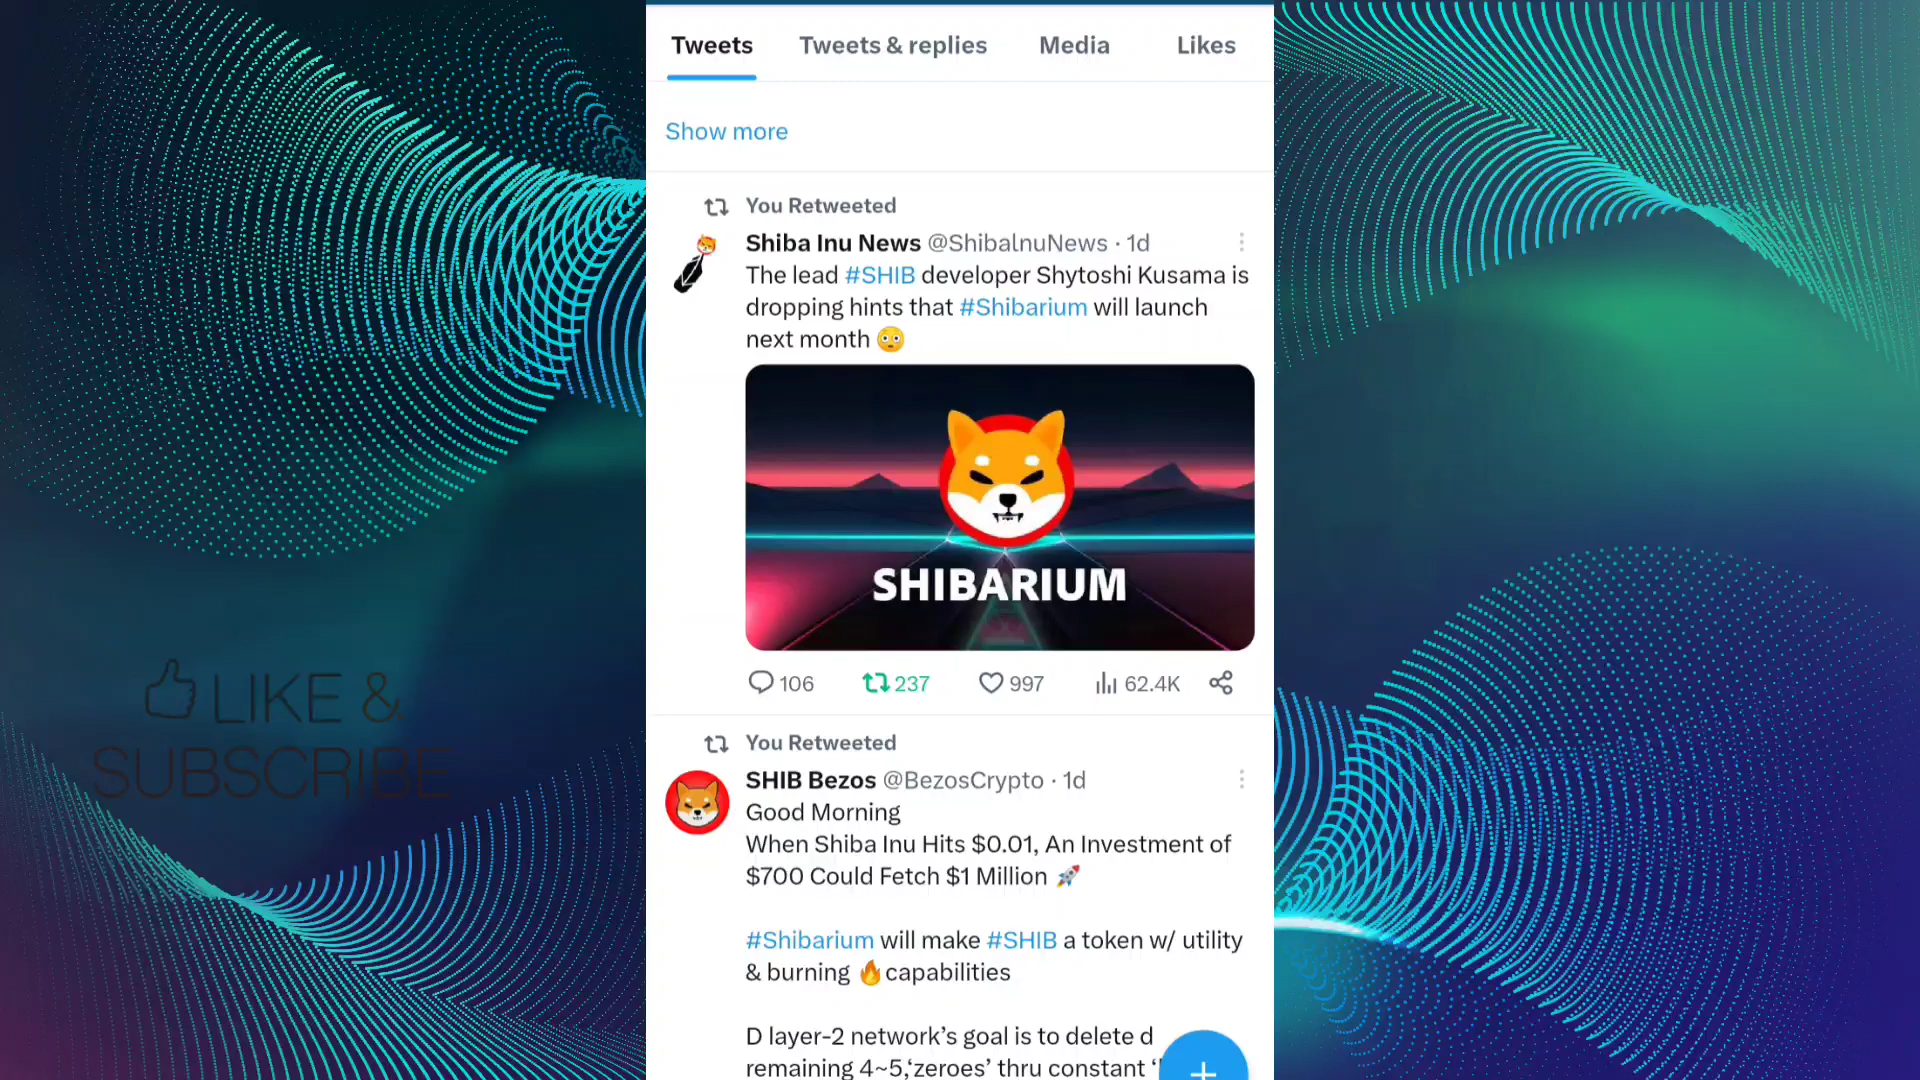 Tweets Tweets & replies Media Likes
Show more
You Retweeted
Shiba Inu News @ShibaInuNews · 1d
The lead #SHIB developer Shytoshi Kusama is
dropping hints that #Shibarium will launch
next month 😳
SHIBARIUM
106 237 997 62.4K
LIKE &
SUBSCRIBE
You Retweeted
SHIB Bezos @BezosCrypto · 1d
Good Morning
When Shiba Inu Hits $0.01, An Investment of
$700 Could Fetch $1 Million 🚀
#Shibarium will make #SHIB a token w/ utility
& burning 🔥capabilities
D layer-2 network’s goal is to delete d
remaining 4~5,‘zeroes’ thru constant ‘